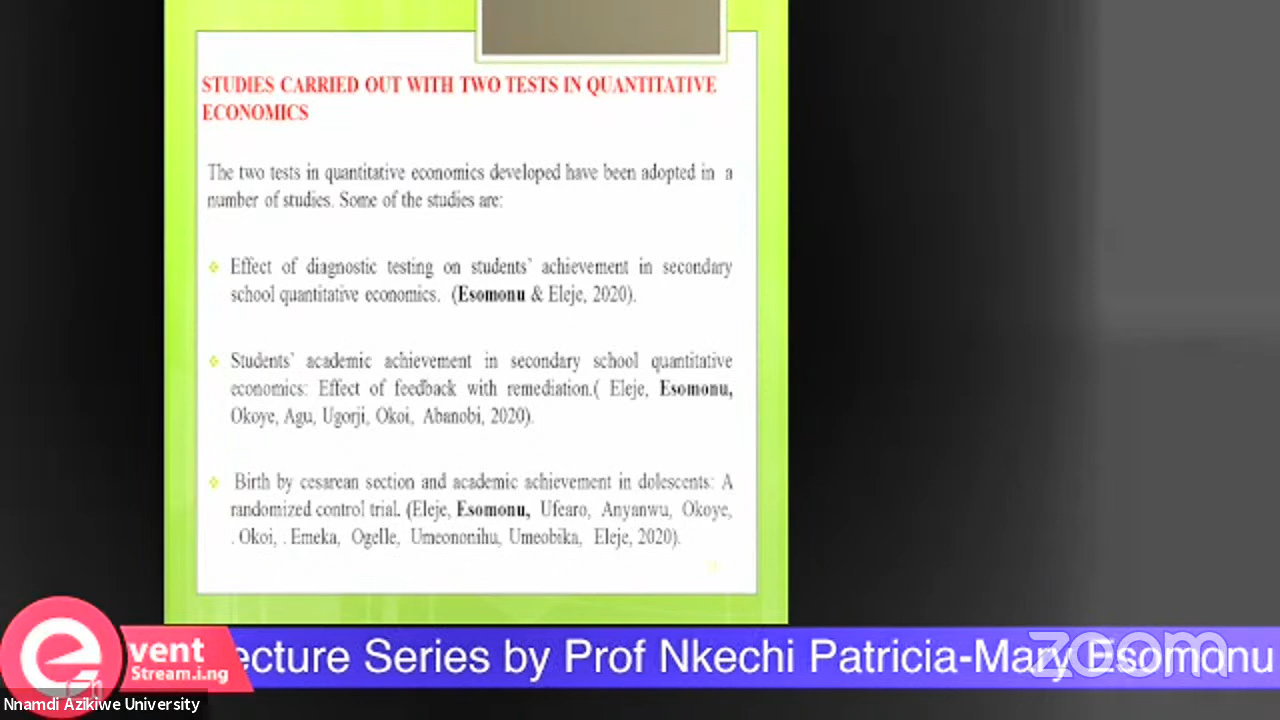 STUDIES CARRIED OUT WITH TWO TESTS IN QUANTITATIVE
ECONOMICS
The two tests in quantitative economics developed have been adopted in a
number of studies. Some of the studies are:
Effect of diagnostic testing on students' achievement in secondary
school quantitative economics. (Esomonu & Eleje, 2020).
Students' academic achievement in secondary school quantitative
economics: Effect of feedback with remediation.( Eleje, Esomonu,
Okoye, Agu, Ugorji, Okoi, Abanobi, 2020).
Birth by cesarean section and academic achievement in dolescents: A
randomized control trial. (Eleje, Esomonu, Ufearo, Anyanwu, Okoye,
. Okoi, . Emeka, Ogelle, Umeononihu, Umeobika, Eleje, 2020).
e vent
Stream.i.ng
ecture Series by Prof Nkechi Patricia-Mary Esomonu
zoom
Nnamdi Azikiwe University